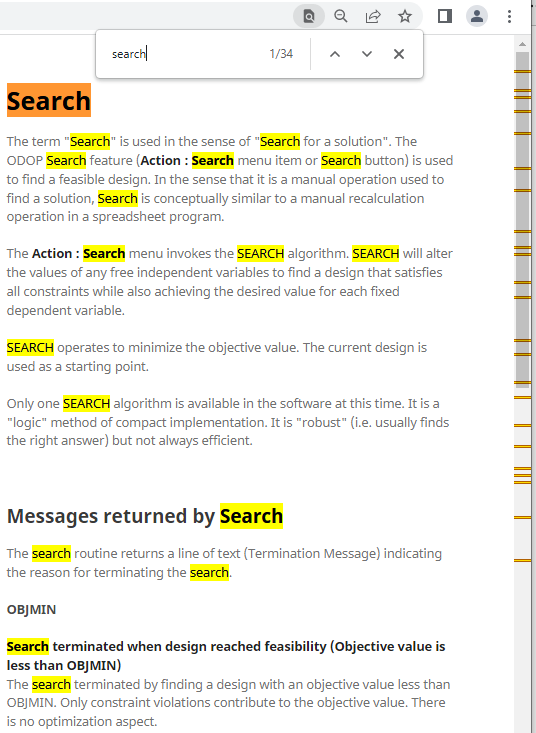 search 1/34
Search
The term "Search" is used in the sense of "Search for a solution". The
ODOP Search feature (Action : Search menu item or Search button) is used
to find a feasible design. In the sense that it is a manual operation used to
find a solution, Search is conceptually similar to a manual recalculation
operation in a spreadsheet program.
The Action : Search menu invokes the SEARCH algorithm. SEARCH will alter
the values of any free independent variables to find a design that satisfies
all constraints while also achieving the desired value for each fixed
dependent variable.
SEARCH operates to minimize the objective value. The current design is
used as a starting point.
Only one SEARCH algorithm is available in the software at this time. It is a
"logic" method of compact implementation. It is "robust" (i.e. usually finds
the right answer) but not always efficient.
Messages returned by Search
The search routine returns a line of text (Termination Message) indicating
the reason for terminating the search.
OBJMIN
Search terminated when design reached feasibility (Objective value is
less than OBJMIN)
The search terminated by finding a design with an objective value less than
OBJMIN. Only constraint violations contribute to the objective value. There
is no optimization aspect.